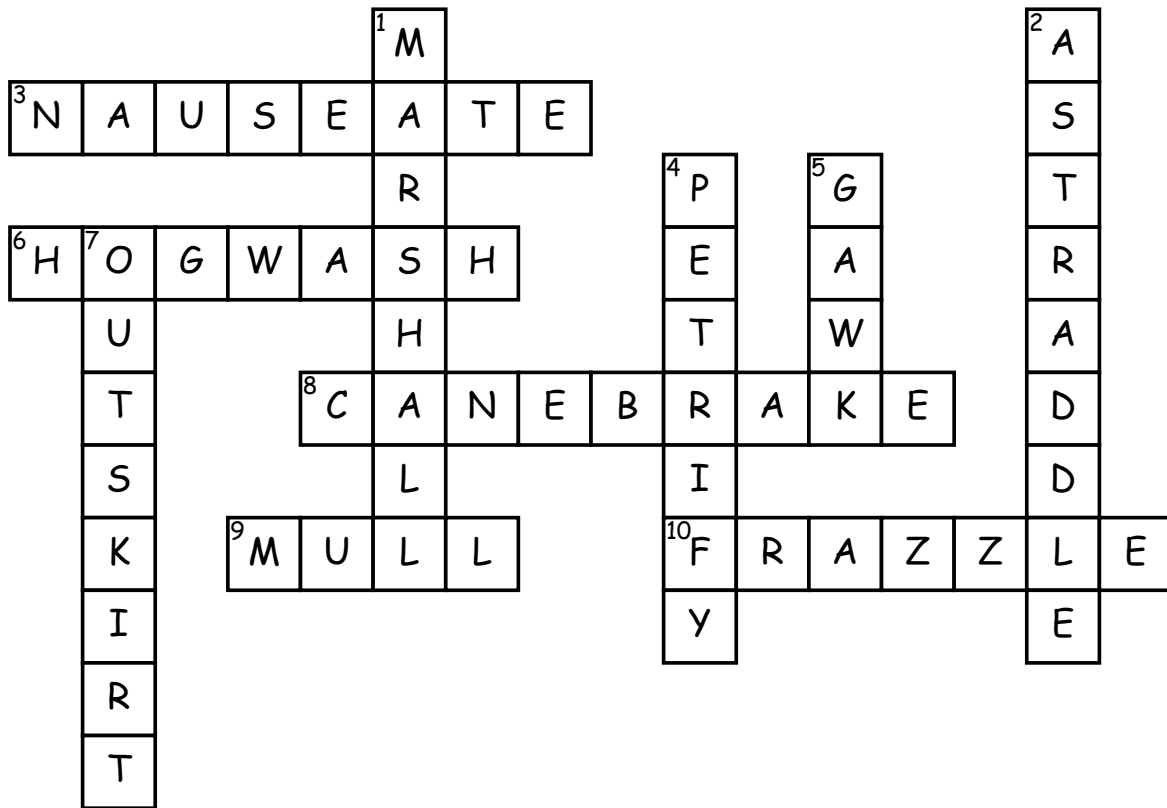 1 M 2 A
3 N A U S E A T E S
R 4 P 5 G T
6 H 7 O G W A S H E A R
U H T W A
T 8 C A N E B R A K E D
S L I D
K 9 M U L L 10 F R A Z Z L E
I Y E
R
T